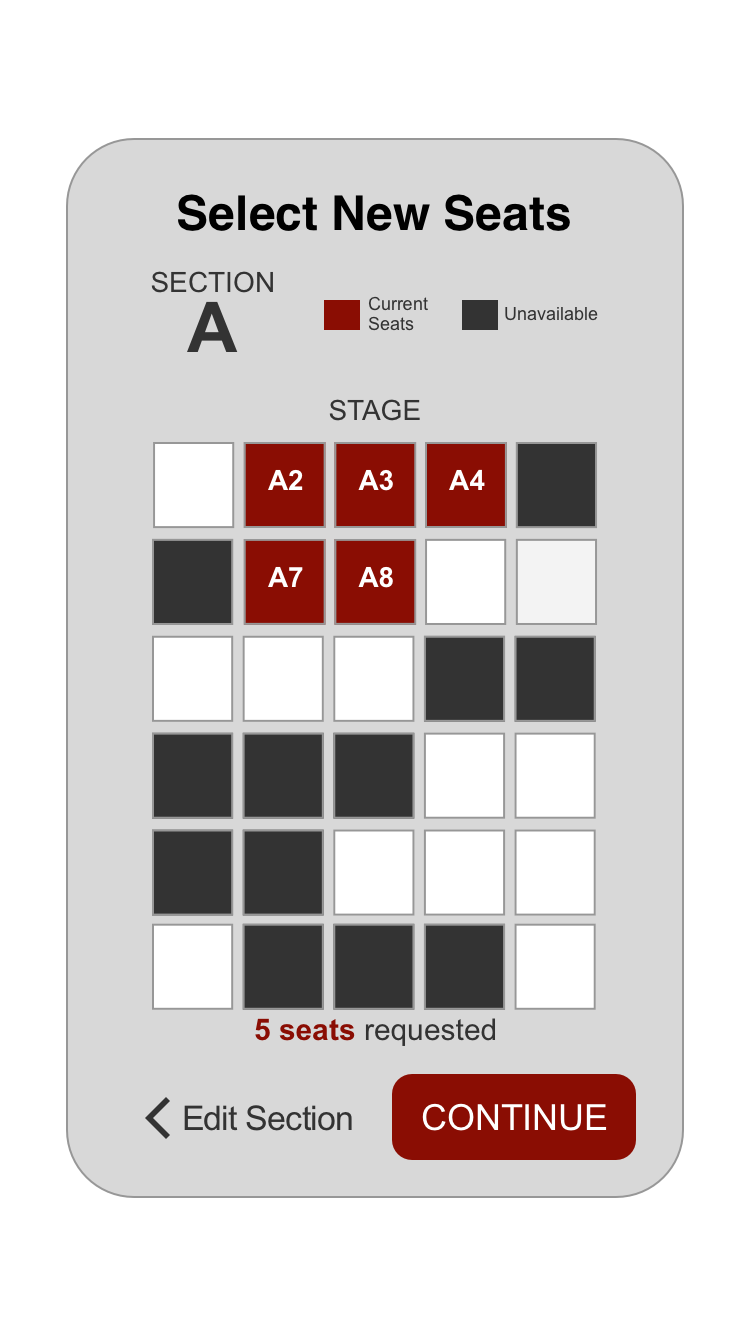 Select New Seats
SECTION
A
Current
Seats
Unavailable
STAGE
A2 A3 A4
A7 A8
5 seats requested
Edit Section
CONTINUE